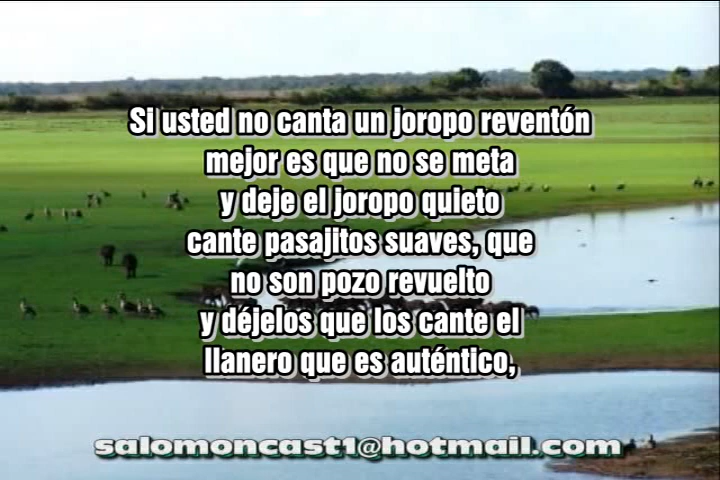 Si usted no canta un joropo reventón
mejor es que no se meta
y deje el joropo quieto
cante pasajitos suaves, que
no son pozo revuelto
y déjelos que los cante el
llanero que es auténtico,
salomoncast1@hotmail.com